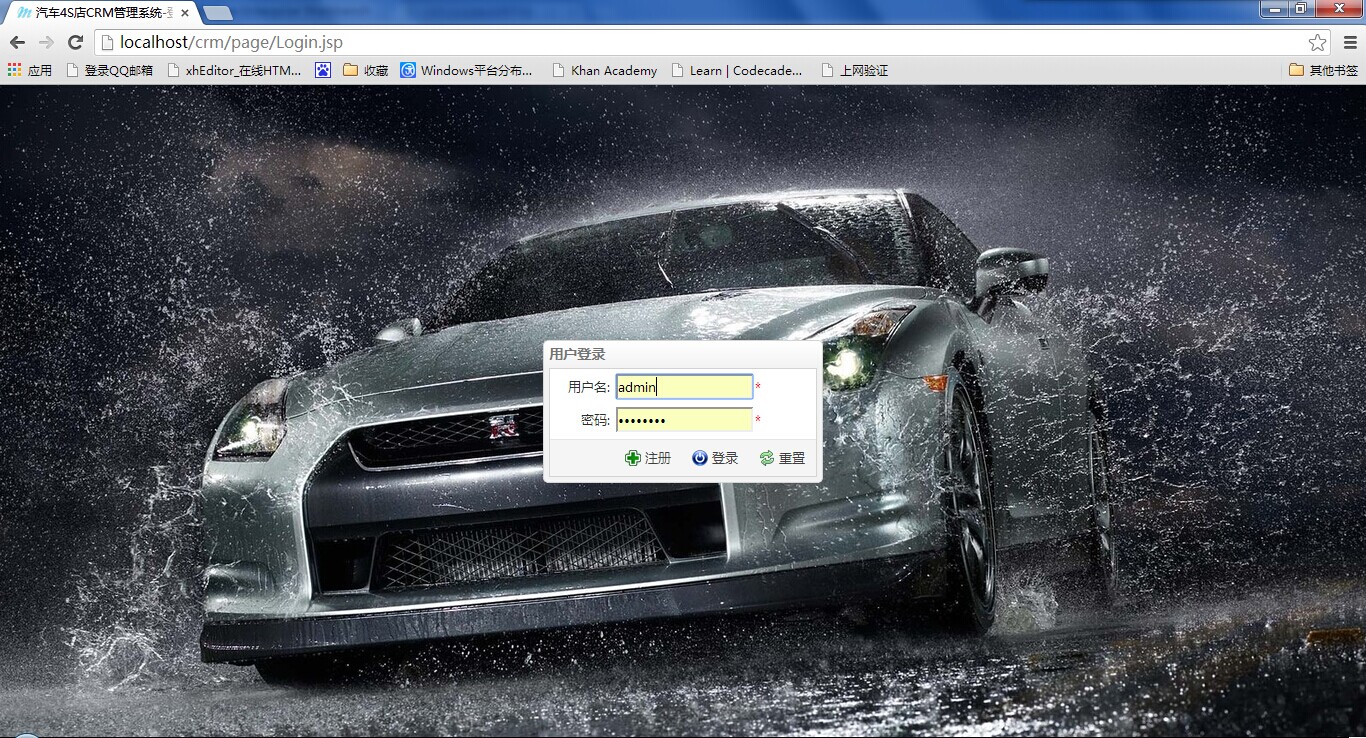 汽车4S店CRM管理系统-
localhost/crm/page/Login.jsp
应用 登录QQ邮箱 xhEditor_在线HTM... 收藏 Windows平台分布... Khan Academy Learn | Codecade... 上网验证 其他书签
用户登录
用户名: admin *
密码: •••••••• *
注册 登录 重置